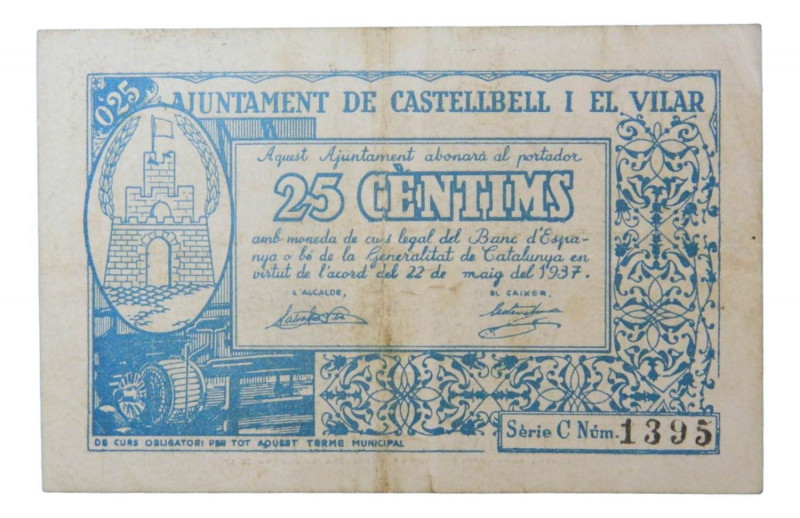 0'25
AJUNTAMENT DE CASTELLBELL I EL VILAR
Aquest Ajuntament abonarà al portador
25 CÈNTIMS
amb moneda de curs legal del Banc d'Espa-
nya o bé de la Generalitat de Catalunya en
virtut de l'acord del 22 de maig del 1937.
L'ALCALDE, EL CAIXER,
DE CURS OBLIGATORI PER TOT AQUEST TERME MUNICIPAL
Sèrie C Núm. 1395